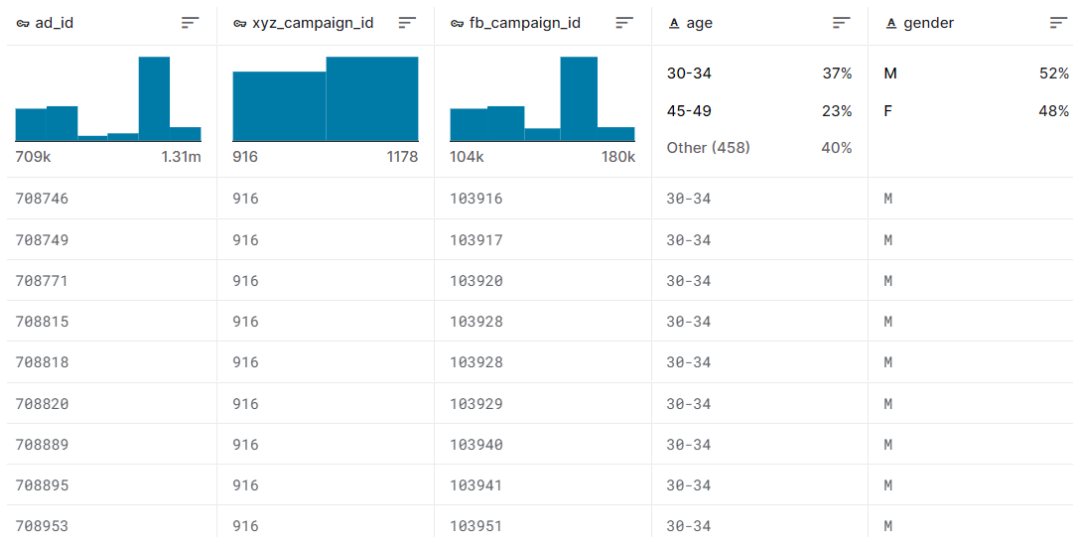 ad_id xyz_campaign_id fb_campaign_id age gender
30-34 37% M 52%
45-49 23% F 48%
Other (458) 40%
709k 1.31m 916 1178 104k 180k
708746 916 103916 30-34 M
708749 916 103917 30-34 M
708771 916 103920 30-34 M
708815 916 103928 30-34 M
708818 916 103928 30-34 M
708820 916 103929 30-34 M
708889 916 103940 30-34 M
708895 916 103941 30-34 M
708953 916 103951 30-34 M